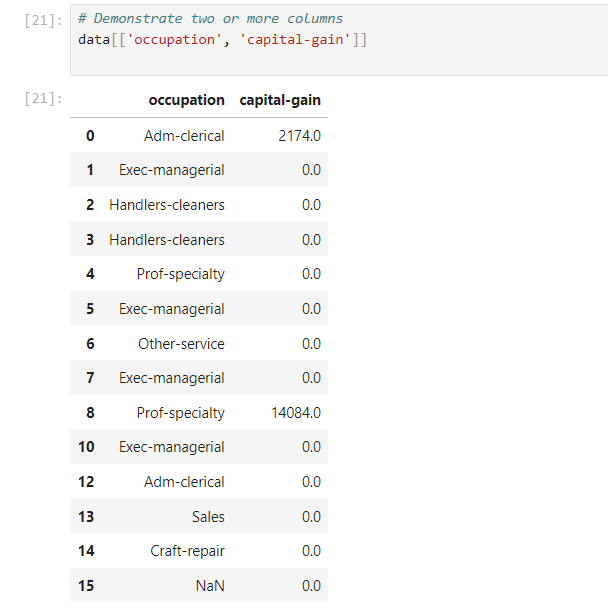 [21]: # Demonstrate two or more columns
data[['occupation', 'capital-gain']]
[21]: occupation capital-gain
0 Adm-clerical 2174.0
1 Exec-managerial 0.0
2 Handlers-cleaners 0.0
3 Handlers-cleaners 0.0
4 Prof-specialty 0.0
5 Exec-managerial 0.0
6 Other-service 0.0
7 Exec-managerial 0.0
8 Prof-specialty 14084.0
10 Exec-managerial 0.0
12 Adm-clerical 0.0
13 Sales 0.0
14 Craft-repair 0.0
15 NaN 0.0